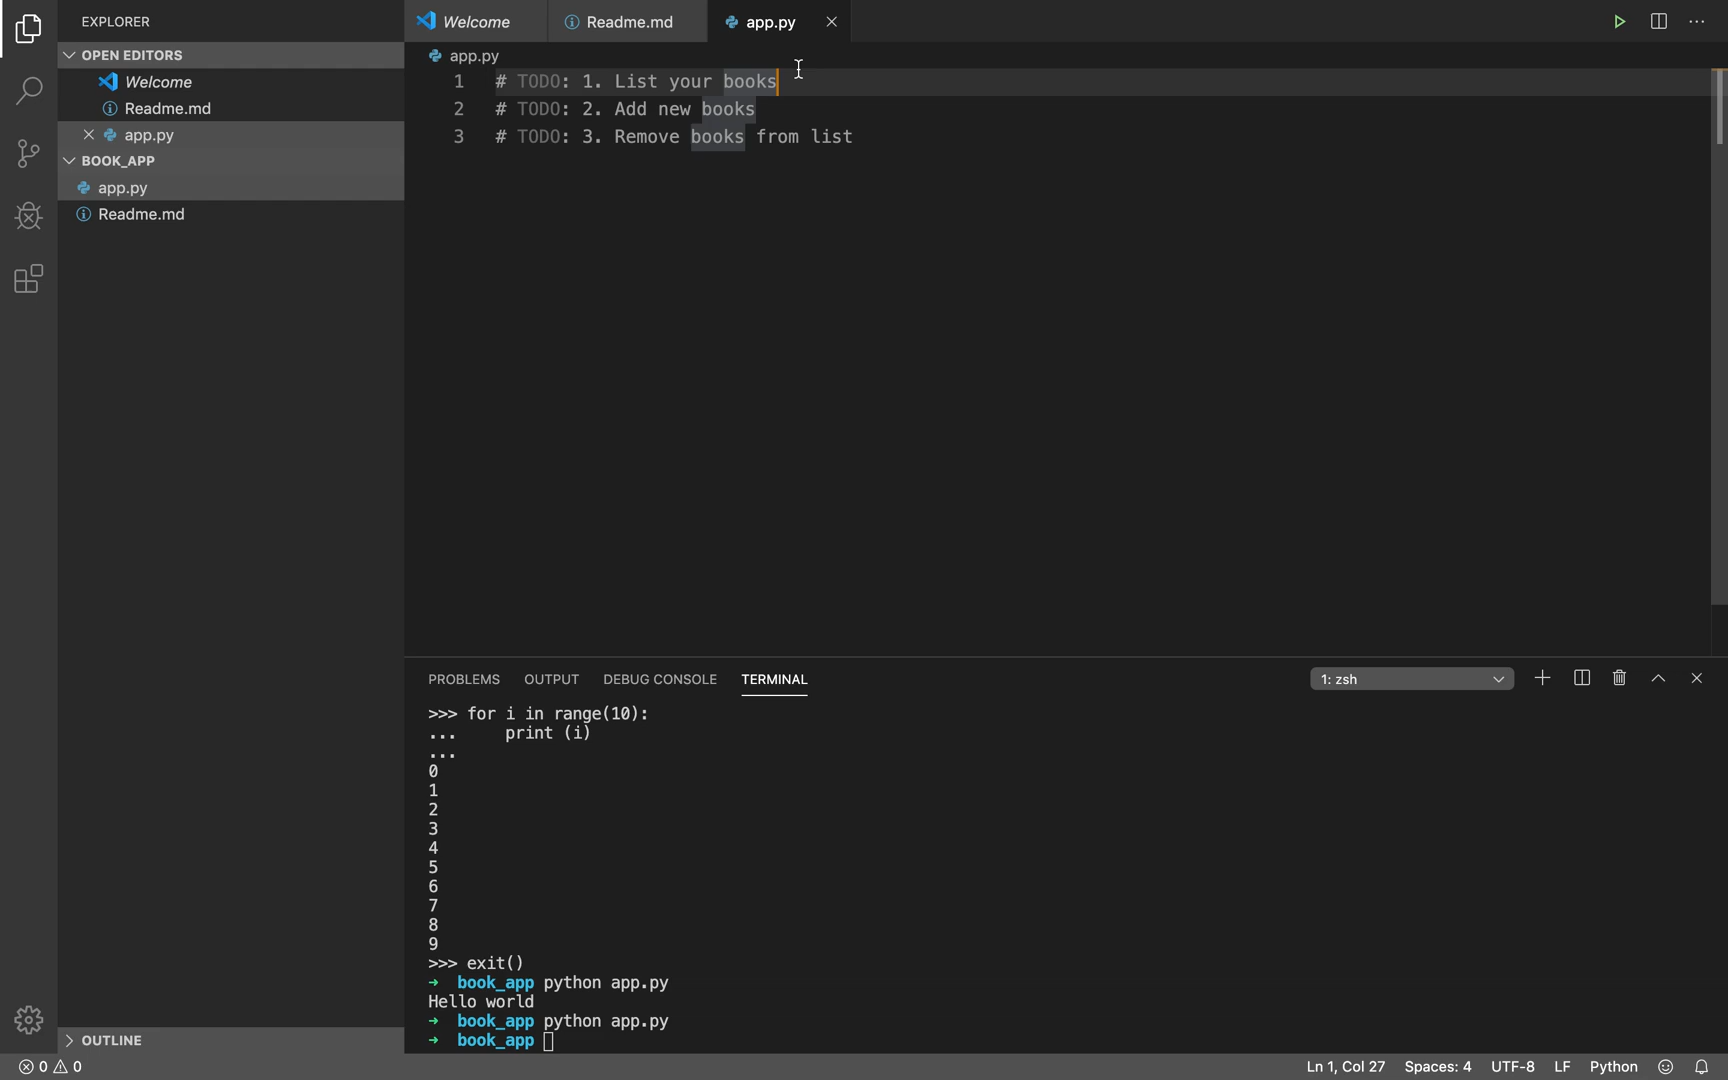 EXPLORER
OPEN EDITORS
Welcome
Readme.md
app.py
BOOK_APP
app.py
Readme.md
OUTLINE
Welcome
Readme.md
app.py
app.py
1 # TODO: 1. List your books
2 # TODO: 2. Add new books
3 # TODO: 3. Remove books from list
PROBLEMS OUTPUT DEBUG CONSOLE TERMINAL
1: zsh
>>> for i in range(10):
... print (i)
...
0
1
2
3
4
5
6
7
8
9
>>> exit()
→ book_app python app.py
Hello world
→ book_app python app.py
→ book_app
0 0
Ln 1, Col 27 Spaces: 4 UTF-8 LF Python